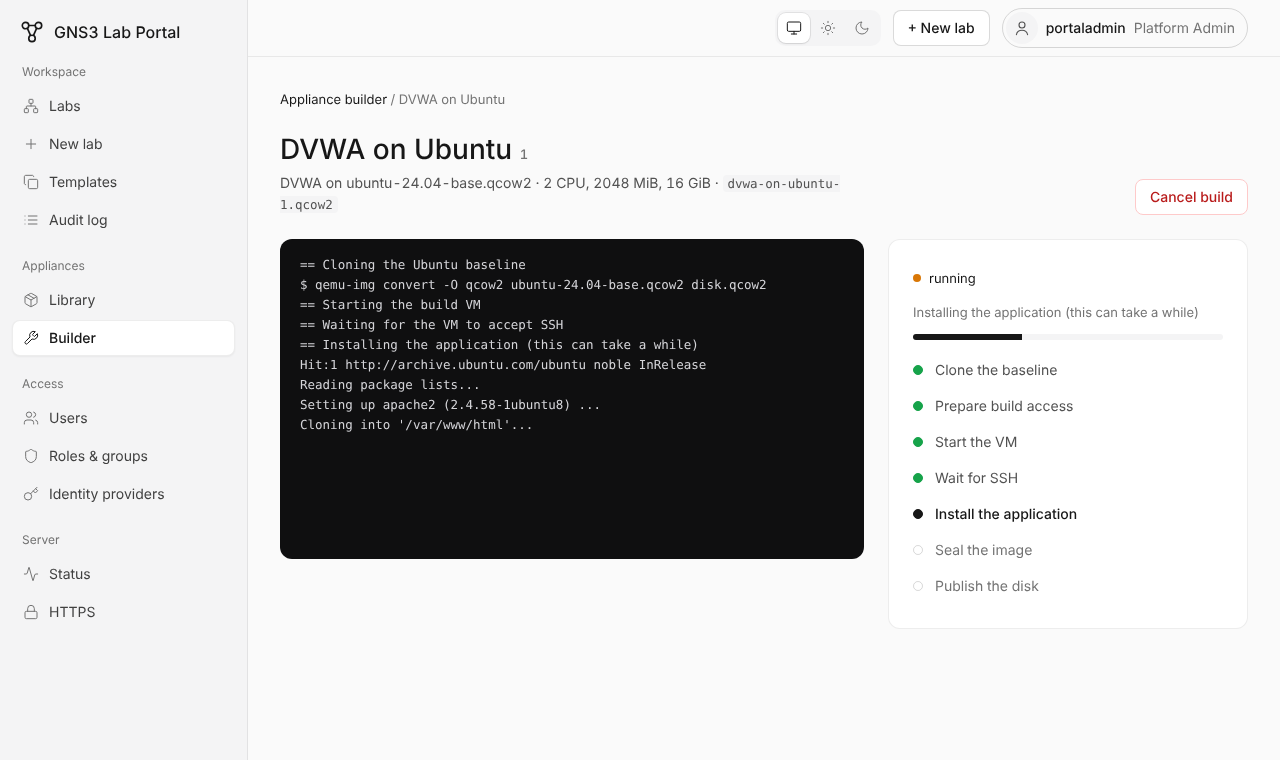 GNS3 Lab Portal
Workspace
Labs
New lab
Templates
Audit log
Appliances
Library
Builder
Access
Users
Roles & groups
Identity providers
Server
Status
HTTPS
+ New lab
portaladmin Platform Admin
Appliance builder / DVWA on Ubuntu
DVWA on Ubuntu 1
DVWA on ubuntu-24.04-base.qcow2 · 2 CPU, 2048 MiB, 16 GiB · dvwa-on-ubuntu-
1.qcow2
Cancel build
== Cloning the Ubuntu baseline
$ qemu-img convert -O qcow2 ubuntu-24.04-base.qcow2 disk.qcow2
== Starting the build VM
== Waiting for the VM to accept SSH
== Installing the application (this can take a while)
Hit:1 http://archive.ubuntu.com/ubuntu noble InRelease
Reading package lists...
Setting up apache2 (2.4.58-1ubuntu8) ...
Cloning into '/var/www/html'...
running
Installing the application (this can take a while)
Clone the baseline
Prepare build access
Start the VM
Wait for SSH
Install the application
Seal the image
Publish the disk